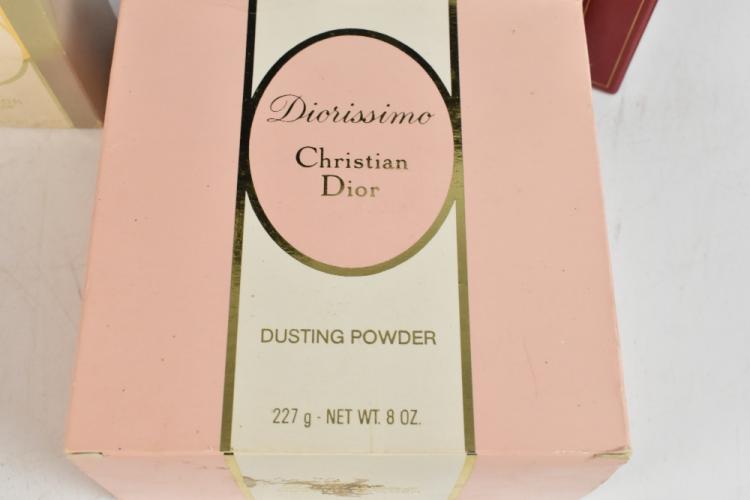 Diorissimo
Christian
Dior
DUSTING POWDER
227 g - NET WT. 8 OZ.